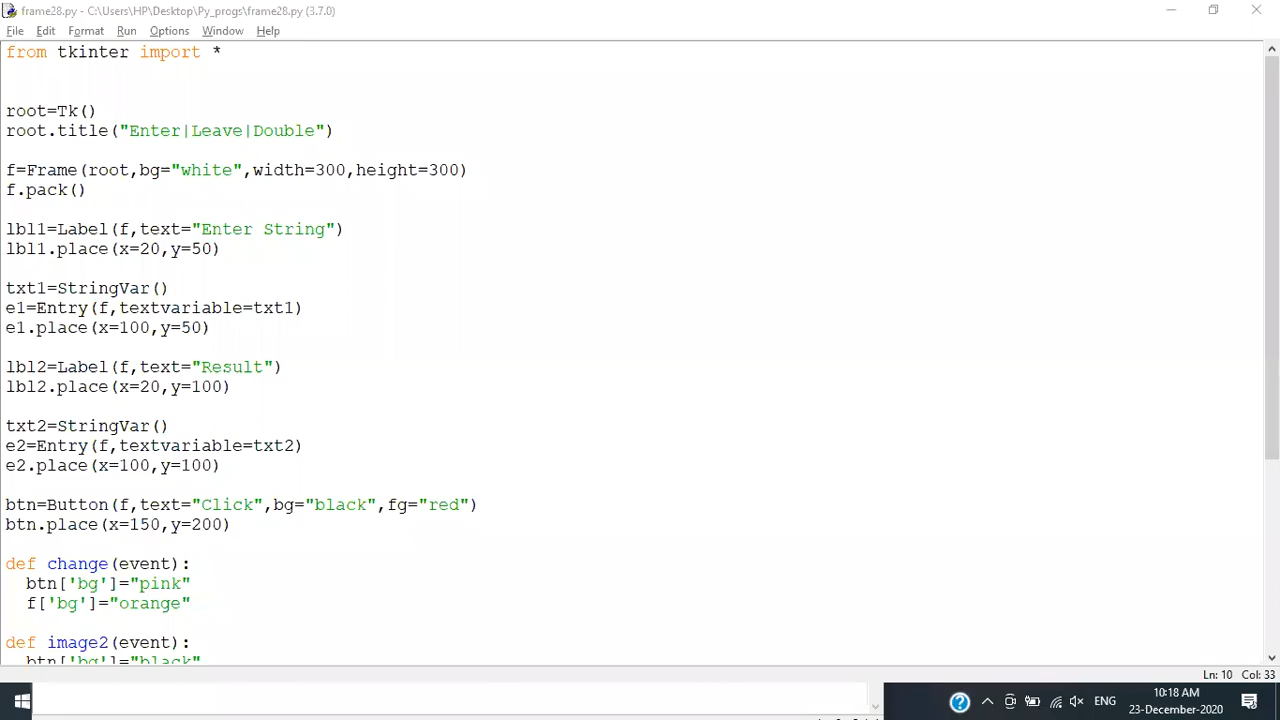 frame28.py - C:\Users\HP\Desktop\Py_progs\frame28.py (3.7.0)
File Edit Format Run Options Window Help
from tkinter import *
root=Tk()
root.title("Enter|Leave|Double")
f=Frame(root,bg="white",width=300,height=300)
f.pack()
lbl1=Label(f,text="Enter String")
lbl1.place(x=20,y=50)
txt1=StringVar()
e1=Entry(f,textvariable=txt1)
e1.place(x=100,y=50)
lbl2=Label(f,text="Result")
lbl2.place(x=20,y=100)
txt2=StringVar()
e2=Entry(f,textvariable=txt2)
e2.place(x=100,y=100)
btn=Button(f,text="Click",bg="black",fg="red")
btn.place(x=150,y=200)
def change(event):
  btn['bg']="pink"
  f['bg']="orange"
def image2(event):
  btn['bg']="black"
Ln: 10 Col: 33
ENG
10:18 AM
23-December-2020